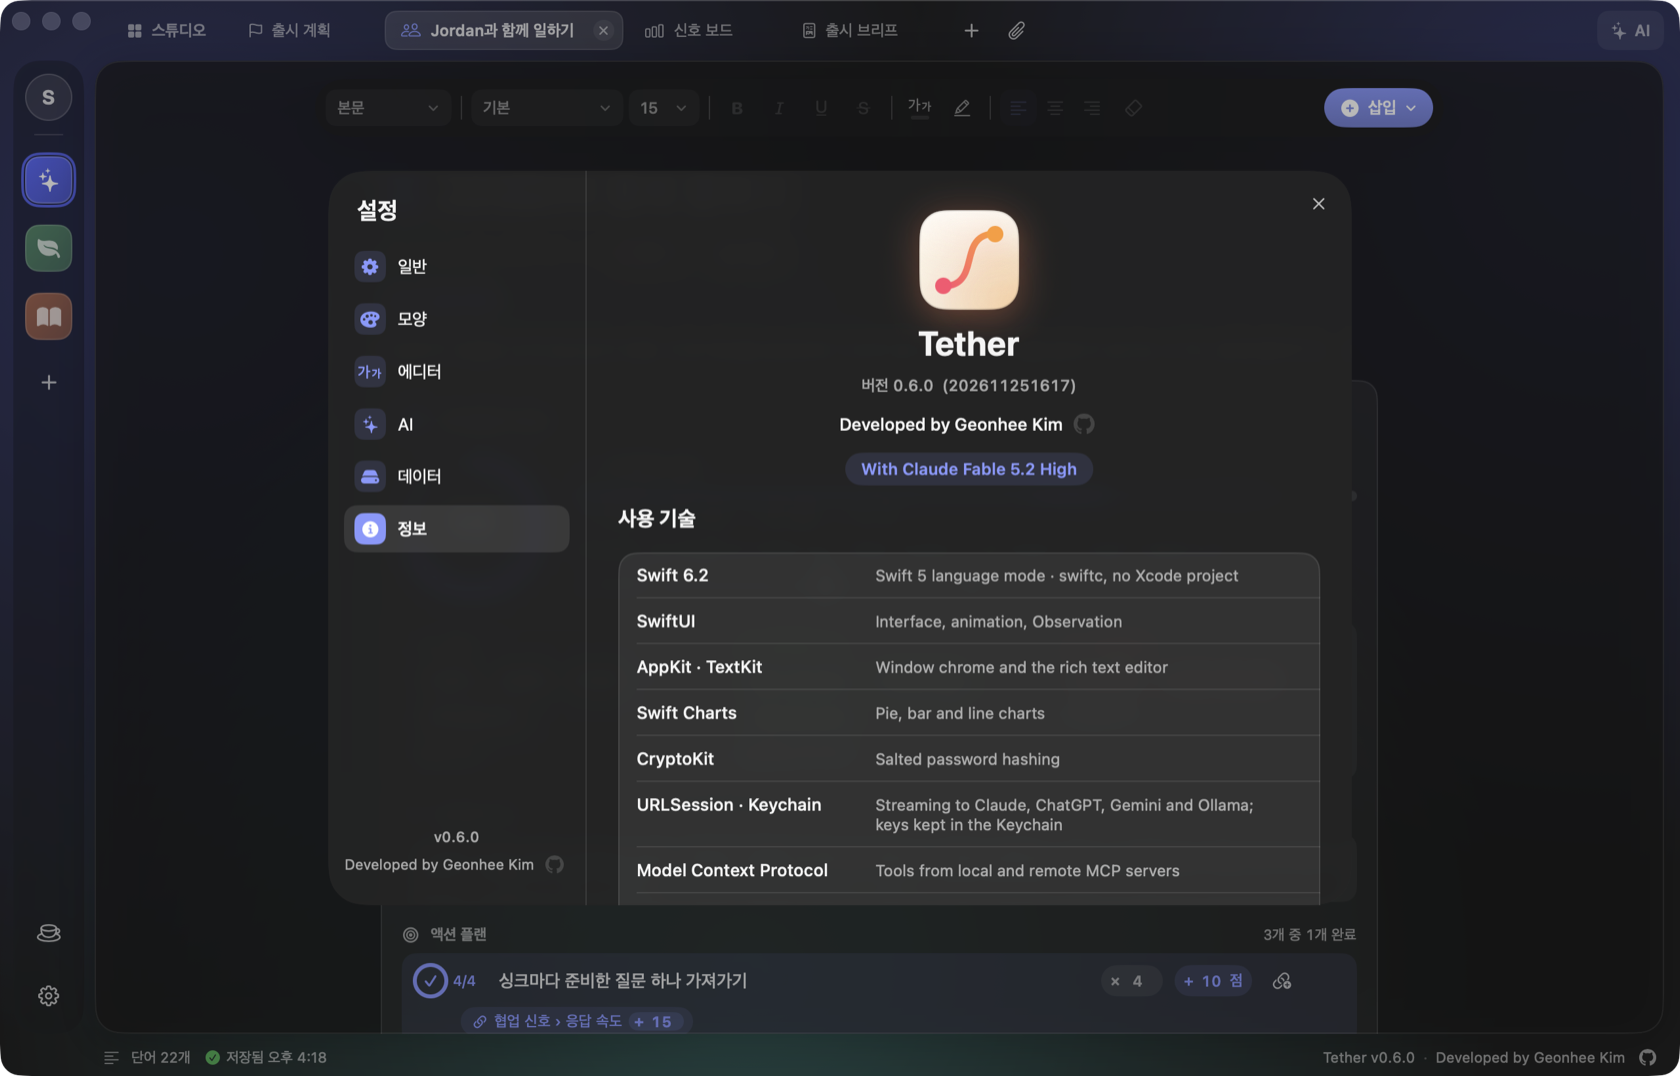 스튜디오
출시 계획
Jordan과 함께 일하기
신호 보드
출시 브리프
AI
S
본문
기본
15
B I U S
가가
삽입
설정
일반
모양
가가 에디터
AI
데이터
정보
v0.6.0
Developed by Geonhee Kim
Tether
버전 0.6.0 (202611251617)
Developed by Geonhee Kim
With Claude Fable 5.2 High
사용 기술
Swift 6.2 Swift 5 language mode · swiftc, no Xcode project
SwiftUI Interface, animation, Observation
AppKit · TextKit Window chrome and the rich text editor
Swift Charts Pie, bar and line charts
CryptoKit Salted password hashing
URLSession · Keychain Streaming to Claude, ChatGPT, Gemini and Ollama;
keys kept in the Keychain
Model Context Protocol Tools from local and remote MCP servers
액션 플랜 3개 중 1개 완료
4/4 싱크마다 준비한 질문 하나 가져가기 × 4 + 10 점
협업 신호 › 응답 속도 + 15
단어 22개 저장됨 오후 4:18
Tether v0.6.0 · Developed by Geonhee Kim